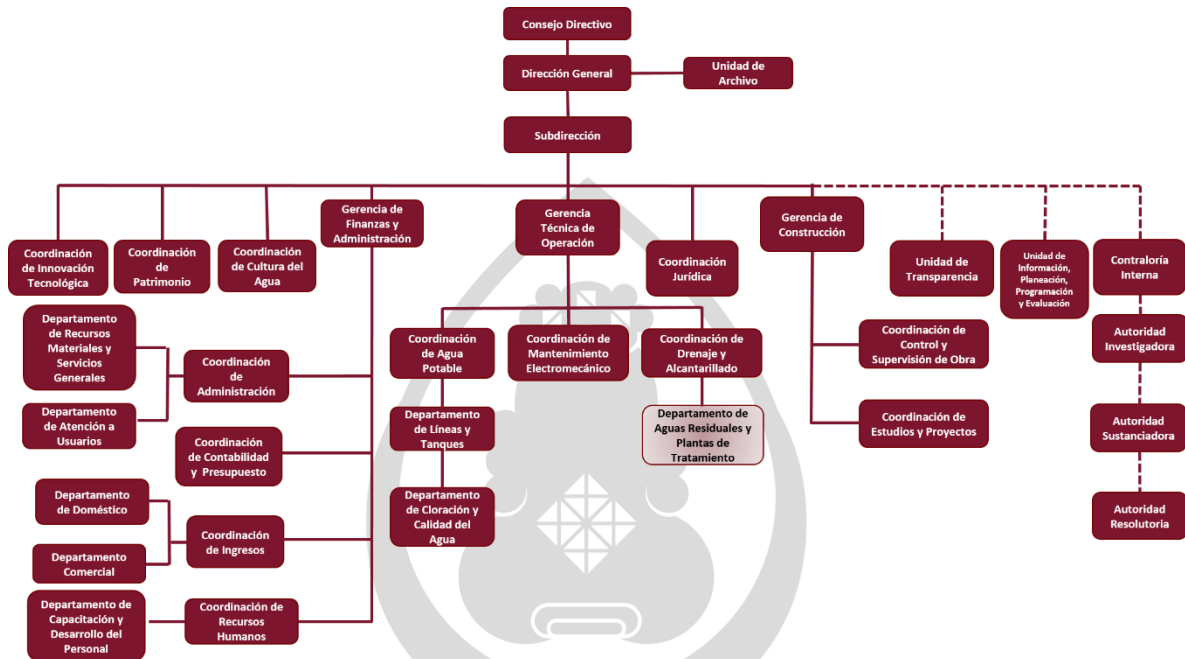 Consejo Directivo
Dirección General
Unidad de
Archivo
Subdirección
Coordinación
de Innovación
Tecnológica
Coordinación
de
Patrimonio
Coordinación
de Cultura del
Agua
Gerencia de
Finanzas y
Administración
Gerencia
Técnica de
Operación
Coordinación
Jurídica
Gerencia de
Construcción
Unidad de
Transparencia
Unidad de
Información,
Planeación,
Programación
y Evaluación
Contraloría
Interna
Departamento
de Recursos
Materiales y
Servicios
Generales
Departamento
de Atención a
Usuarios
Coordinación
de
Administración
Coordinación
de Contabilidad
y Presupuesto
Departamento
de Doméstico
Departamento
Comercial
Coordinación
de Ingresos
Departamento de
Capacitación y
Desarrollo del
Personal
Coordinación de
Recursos
Humanos
Coordinación
de Agua
Potable
Departamento
de Líneas y
Tanques
Departamento
de Cloración y
Calidad del
Agua
Coordinación de
Mantenimiento
Electromecánico
Coordinación de
Drenaje y
Alcantarillado
Departamento de
Aguas Residuales y
Plantas de
Tratamiento
Coordinación de
Control y
Supervisión de Obra
Coordinación de
Estudios y Proyectos
Autoridad
Investigadora
Autoridad
Sustanciadora
Autoridad
Resolutoria